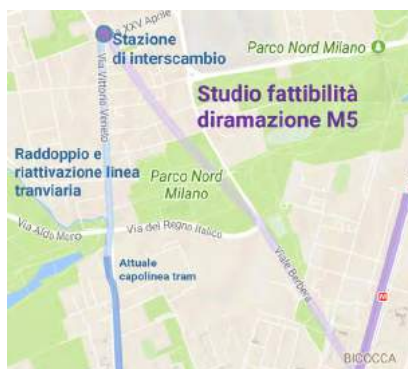 XXV Aprile
Stazione
di interscambio
Parco Nord Milano
Studio fattibilità
diramazione M5
Via Vittorio Veneto
Raddoppio e
riattivazione linea
tranviaria
Parco Nord
Milano
Via Aldo Moro
Via del Regno Italico
Attuale
capolinea tram
Viale Berbera
M
BICOCCA